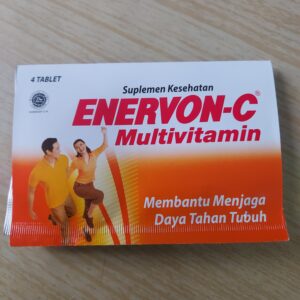 4 TABLET
Suplemen Kesehatan
ENERVON-C®
Multivitamin
Membantu Menjaga
Daya Tahan Tubuh